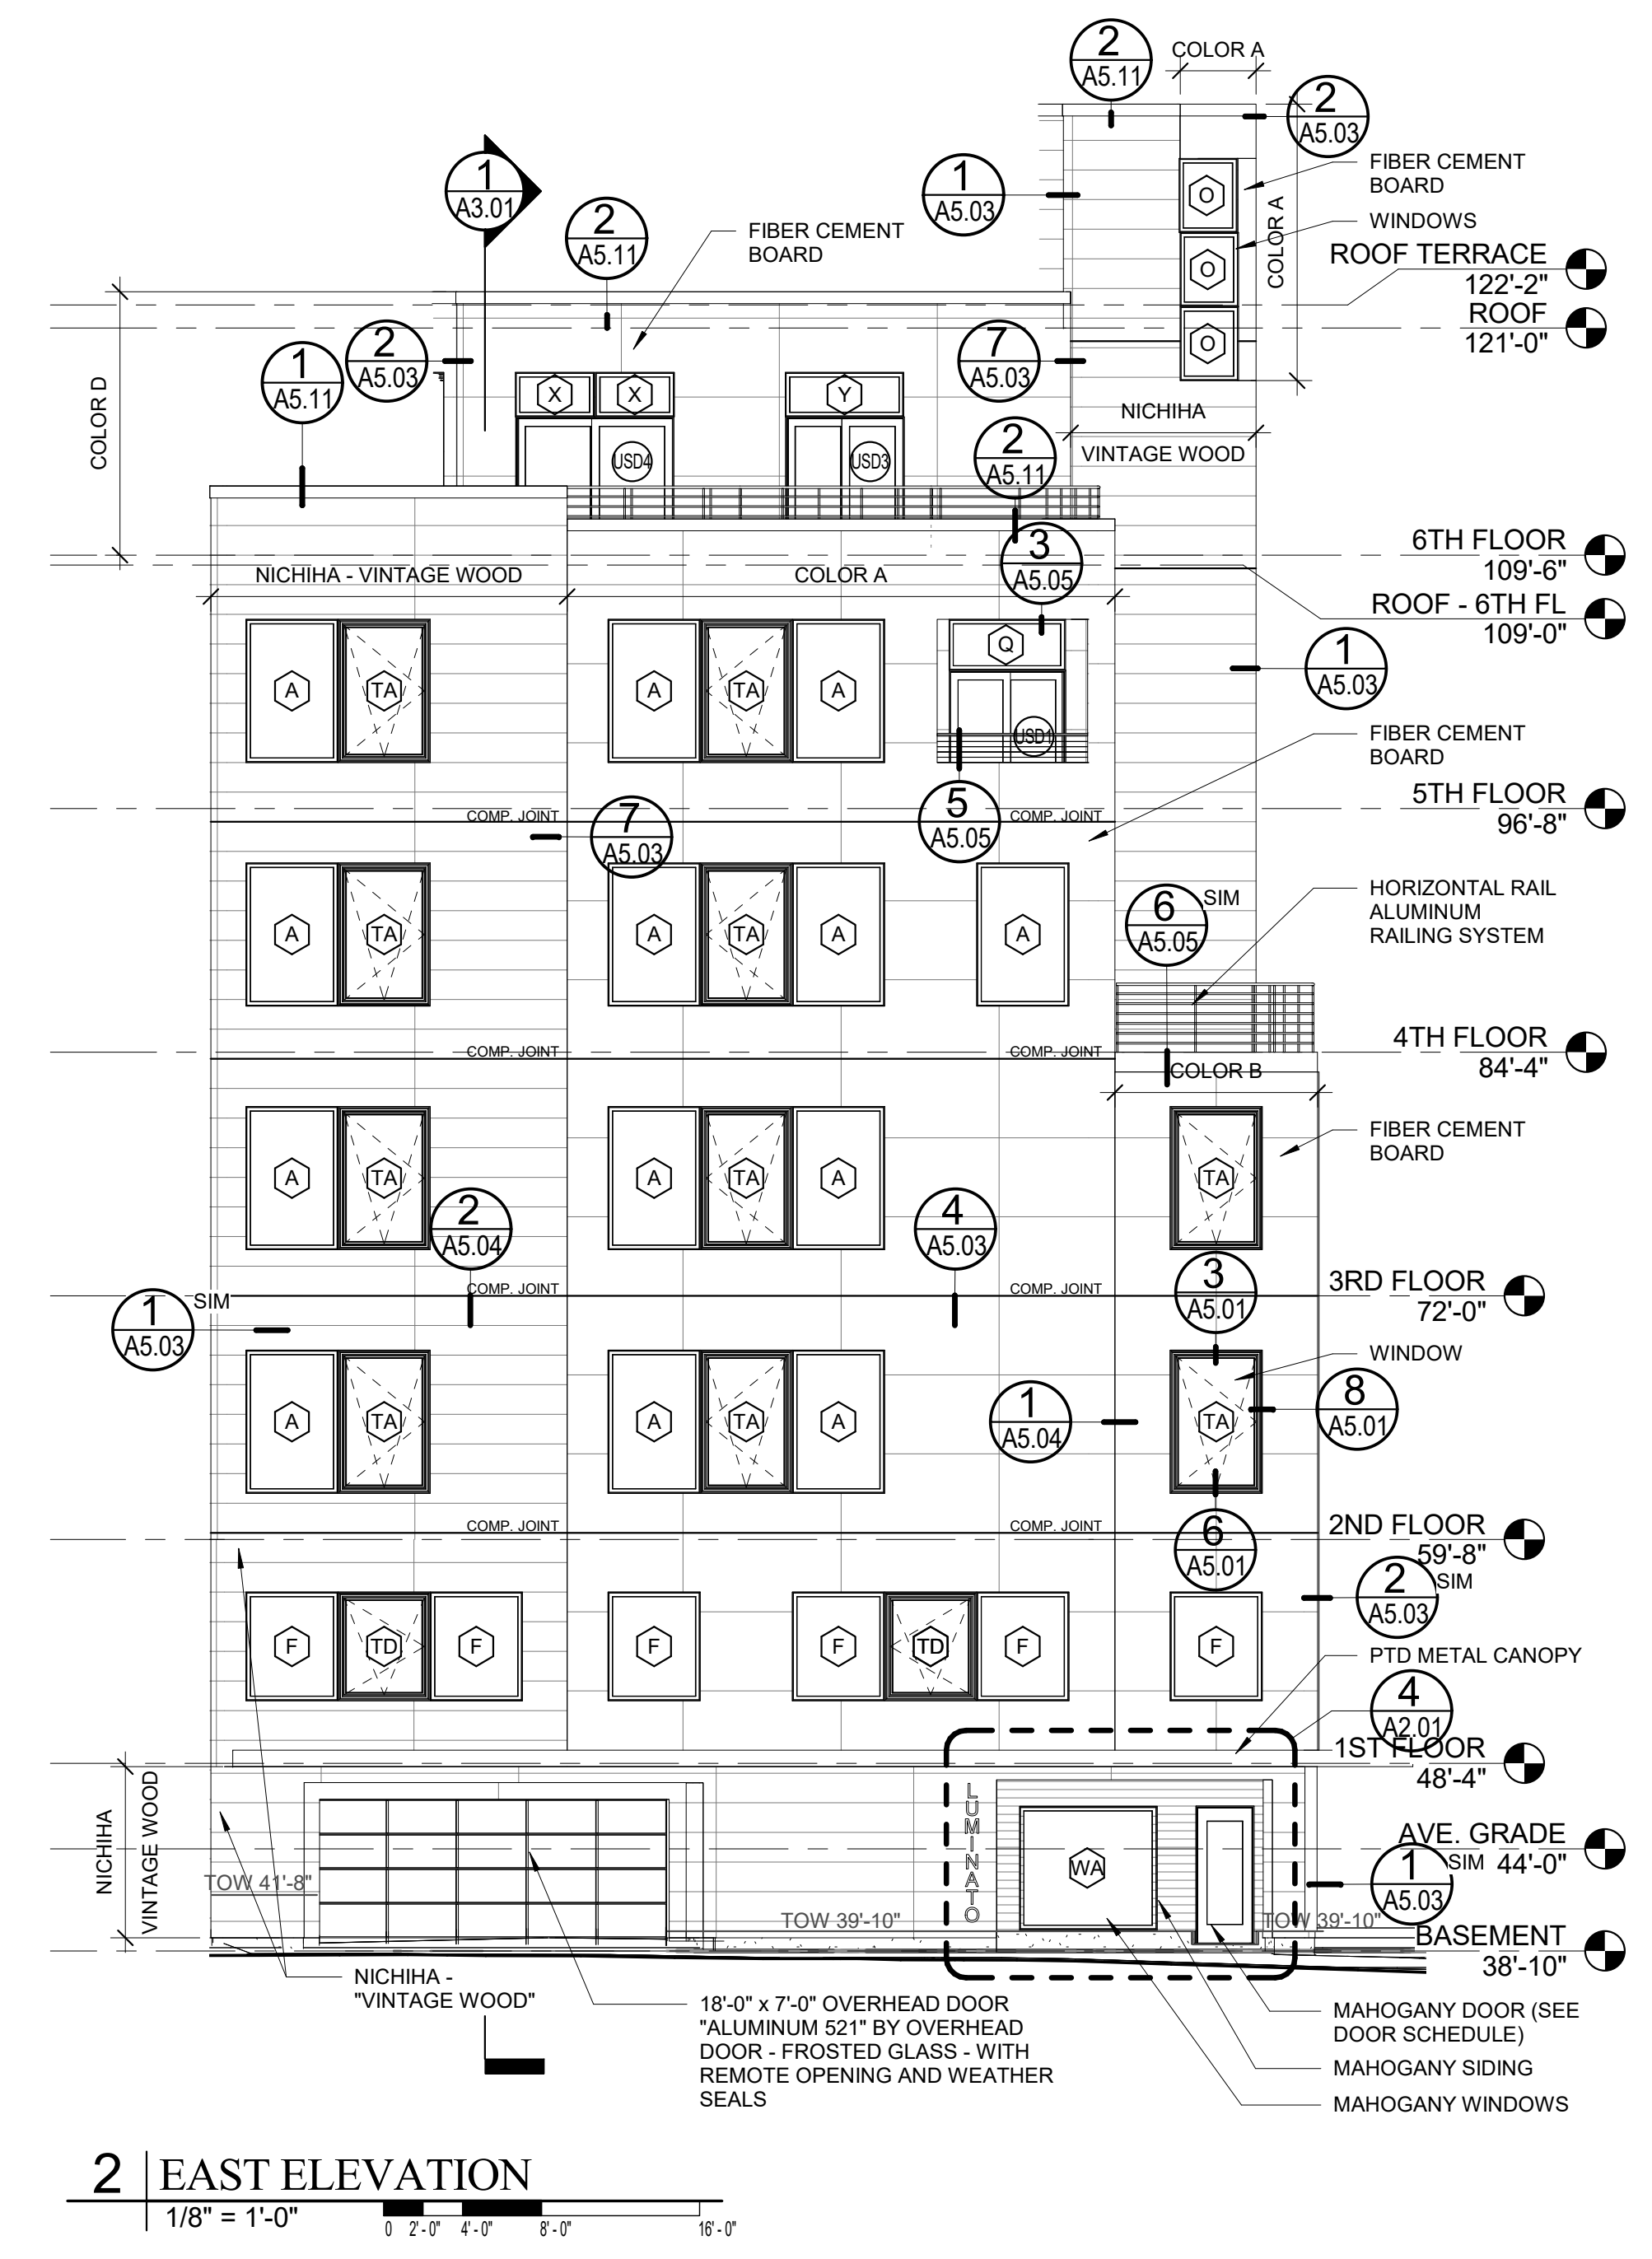 2
A5.11
COLOR A
2
A5.03
1
A3.01
1
A5.03
FIBER CEMENT
BOARD
O
2
A5.11
FIBER CEMENT
BOARD
WINDOWS
COLOR A
ROOF TERRACE
122'-2"
O
ROOF
121'-0"
O
1
A5.11
2
A5.03
7
A5.03
COLOR D
X
X
Y
NICHIHA
VINTAGE WOOD
USD4
USD3
2
A5.11
6TH FLOOR
109'-6"
3
A5.05
NICHIHA - VINTAGE WOOD
COLOR A
ROOF - 6TH FL
109'-0"
Q
1
A5.03
A
TA
A
TA
A
USD1
FIBER CEMENT
BOARD
5TH FLOOR
96'-8"
COMP. JOINT
COMP. JOINT
7
A5.03
5
A5.05
HORIZONTAL RAIL
ALUMINUM
RAILING SYSTEM
6
A5.05
SIM
A
TA
A
TA
A
A
4TH FLOOR
84'-4"
COMP. JOINT
COMP. JOINT
COLOR B
FIBER CEMENT
BOARD
A
TA
A
TA
A
TA
2
A5.04
4
A5.03
3RD FLOOR
72'-0"
COMP. JOINT
COMP. JOINT
3
A5.01
1
A5.03
SIM
WINDOW
8
A5.01
A
TA
A
TA
A
1
A5.04
TA
2ND FLOOR
59'-8"
COMP. JOINT
COMP. JOINT
6
A5.01
2
A5.03
SIM
F
TD
F
F
F
TD
F
F
PTD METAL CANOPY
4
A2.01
1ST FLOOR
48'-4"
NICHIHA
VINTAGE WOOD
LUMINATO
AVE. GRADE
44'-0"
WA
1
A5.03
SIM
TOW 41'-8"
TOW 39'-10"
TOW 39'-10"
BASEMENT
38'-10"
NICHIHA -
"VINTAGE WOOD"
18'-0" x 7'-0" OVERHEAD DOOR
"ALUMINUM 521" BY OVERHEAD
DOOR - FROSTED GLASS - WITH
REMOTE OPENING AND WEATHER
SEALS
MAHOGANY DOOR (SEE
DOOR SCHEDULE)
MAHOGANY SIDING
MAHOGANY WINDOWS
2
EAST ELEVATION
1/8" = 1'-0"
0 2'-0" 4'-0" 8'-0" 16'-0"